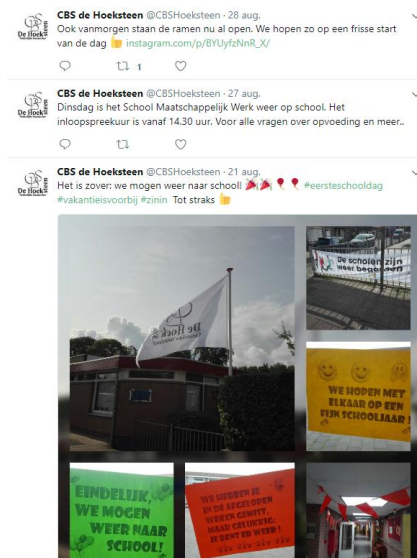 CBS de Hoeksteen @CBSHoeksteen · 28 aug.
Ook vanmorgen staan de ramen nu al open. We hopen zo op een frisse start
van de dag 👍 instagram.com/p/BYUyfzNnR_X/
1
CBS de Hoeksteen @CBSHoeksteen · 27 aug.
Dinsdag is het School Maatschappelijk Werk weer op school. Het
inloopspreekuur is vanaf 14.30 uur. Voor alle vragen over opvoeding en meer..
CBS de Hoeksteen @CBSHoeksteen · 21 aug.
Het is zover: we mogen weer naar school! 🎉🎉🎈🎈 #eersteschooldag
#vakantieisvoorbij #zinin Tot straks 👍
De Hoek
De scholen zijn
weer begonnen
WE HOPEN MET
ELKAAR OP EEN
FIJN SCHOOLJAAR!
EINDELIJK,
WE MOGEN
WEER NAAR
SCHOOL!
WE HEBBEN JE
IN DE AFGELOPEN
WEKEN GEMIST,
MAAR GELUKKIG:
JE BENT ER WEER!